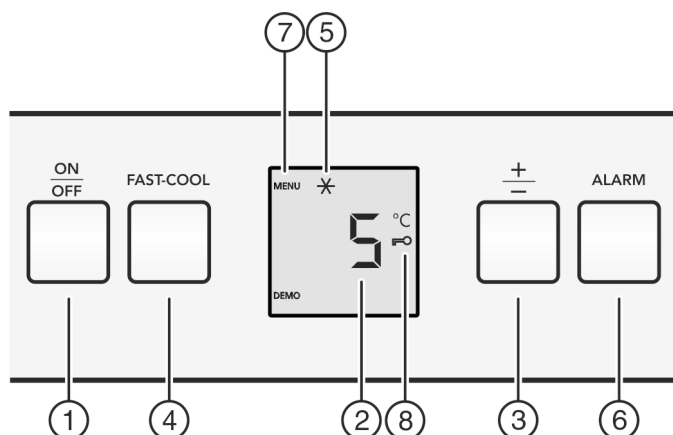 7 5
ON
OFF
FAST-COOL
MENU
5 °C
DEMO
+
−
ALARM
1 4 2 8 3 6